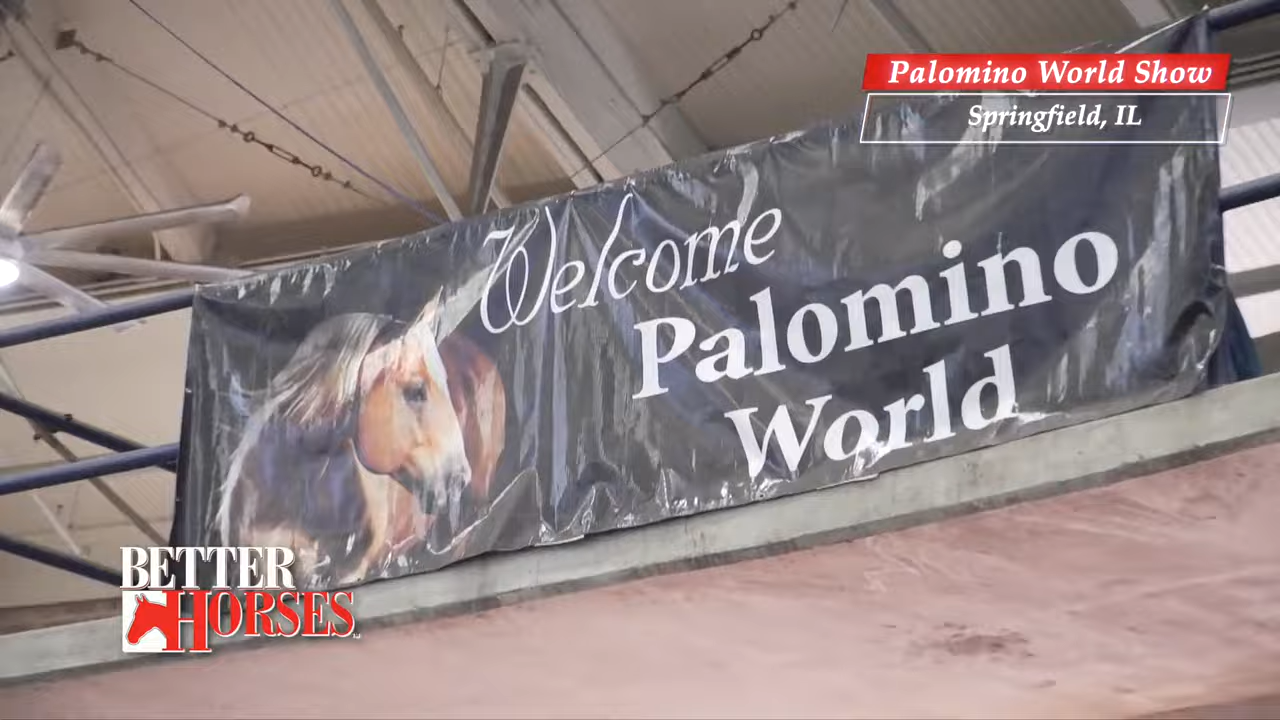 Palomino World Show
Springfield, IL
Welcome
Palomino
World
BETTER
HORSES